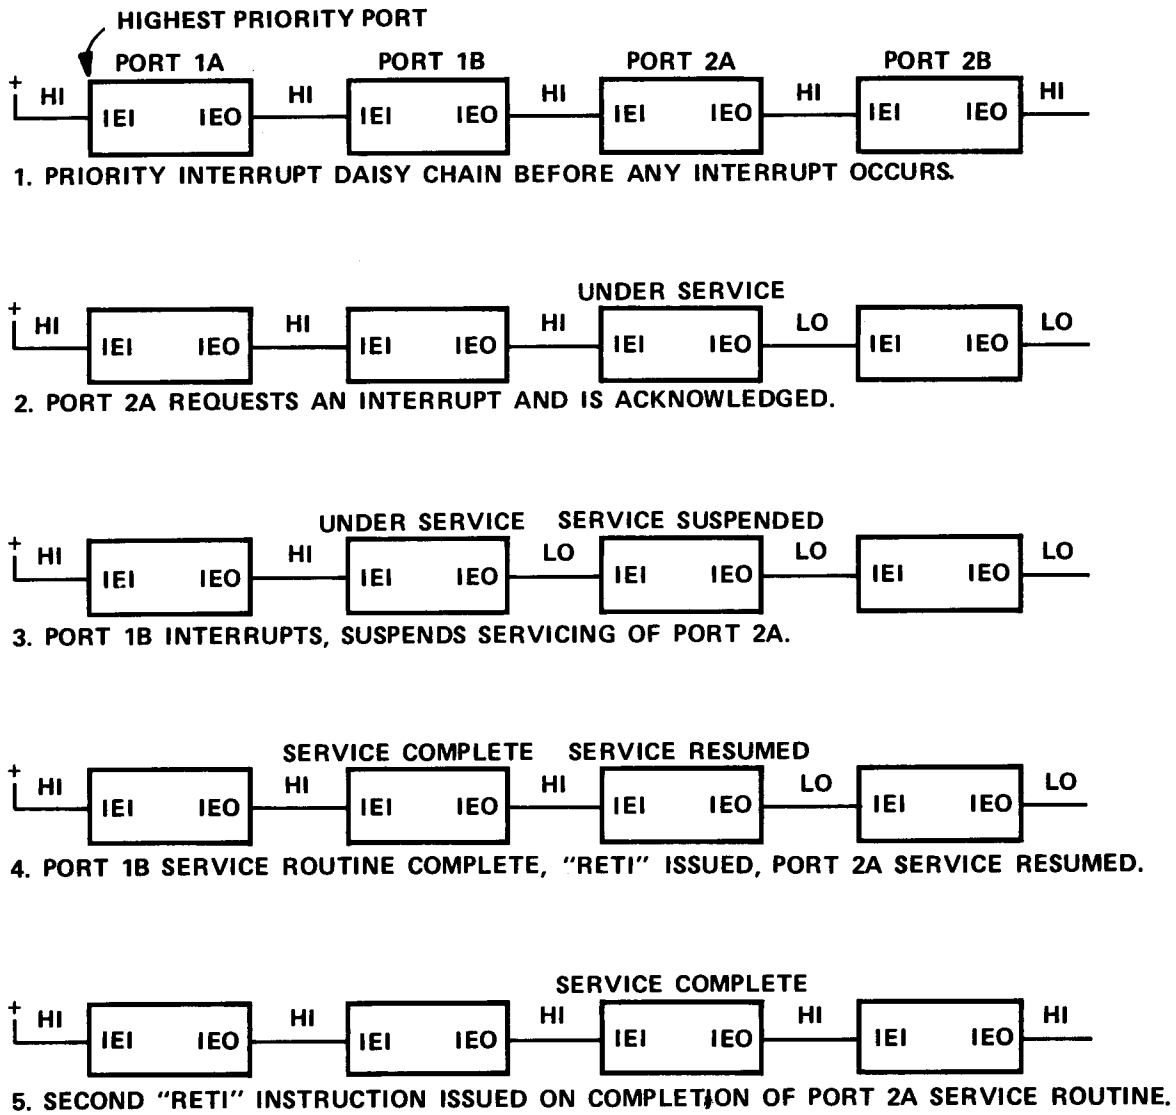 HIGHEST PRIORITY PORT
PORT 1A PORT 1B PORT 2A PORT 2B
+ HI HI HI HI HI
IEI IEO IEI IEO IEI IEO IEI IEO
1. PRIORITY INTERRUPT DAISY CHAIN BEFORE ANY INTERRUPT OCCURS.
UNDER SERVICE
+ HI HI HI LO LO
IEI IEO IEI IEO IEI IEO IEI IEO
2. PORT 2A REQUESTS AN INTERRUPT AND IS ACKNOWLEDGED.
UNDER SERVICE SERVICE SUSPENDED
+ HI HI LO LO LO
IEI IEO IEI IEO IEI IEO IEI IEO
3. PORT 1B INTERRUPTS, SUSPENDS SERVICING OF PORT 2A.
SERVICE COMPLETE SERVICE RESUMED
+ HI HI HI LO LO
IEI IEO IEI IEO IEI IEO IEI IEO
4. PORT 1B SERVICE ROUTINE COMPLETE, "RETI" ISSUED, PORT 2A SERVICE RESUMED.
SERVICE COMPLETE
+ HI HI HI HI HI
IEI IEO IEI IEO IEI IEO IEI IEO
5. SECOND "RETI" INSTRUCTION ISSUED ON COMPLETION OF PORT 2A SERVICE ROUTINE.